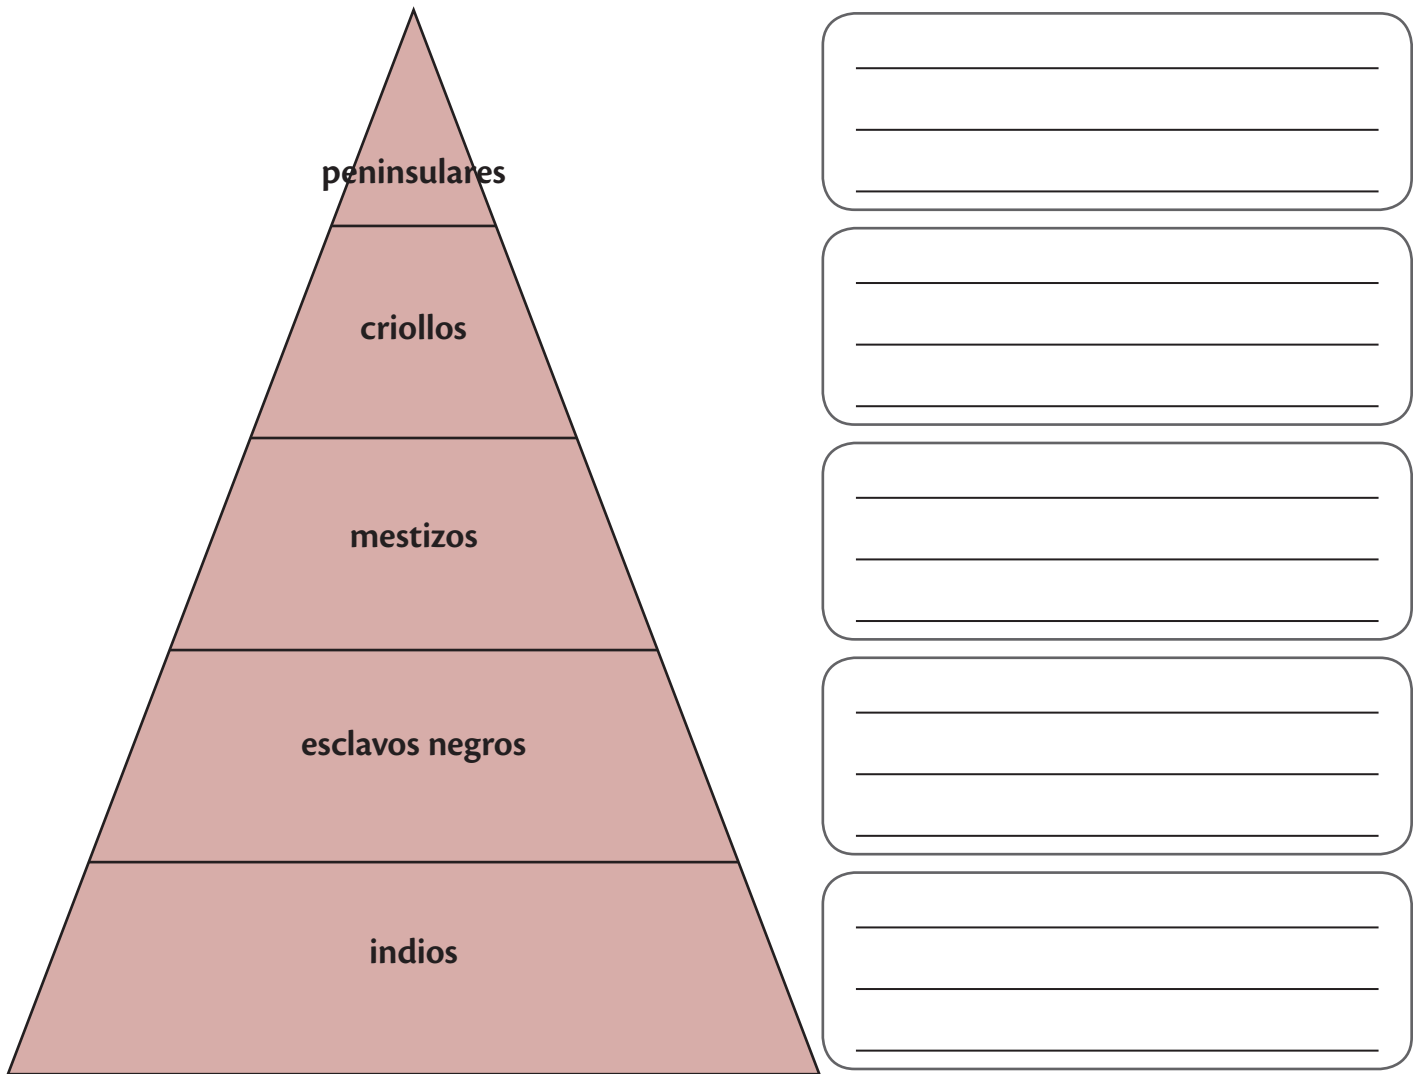 peninsulares
criollos
mestizos
esclavos negros
indios